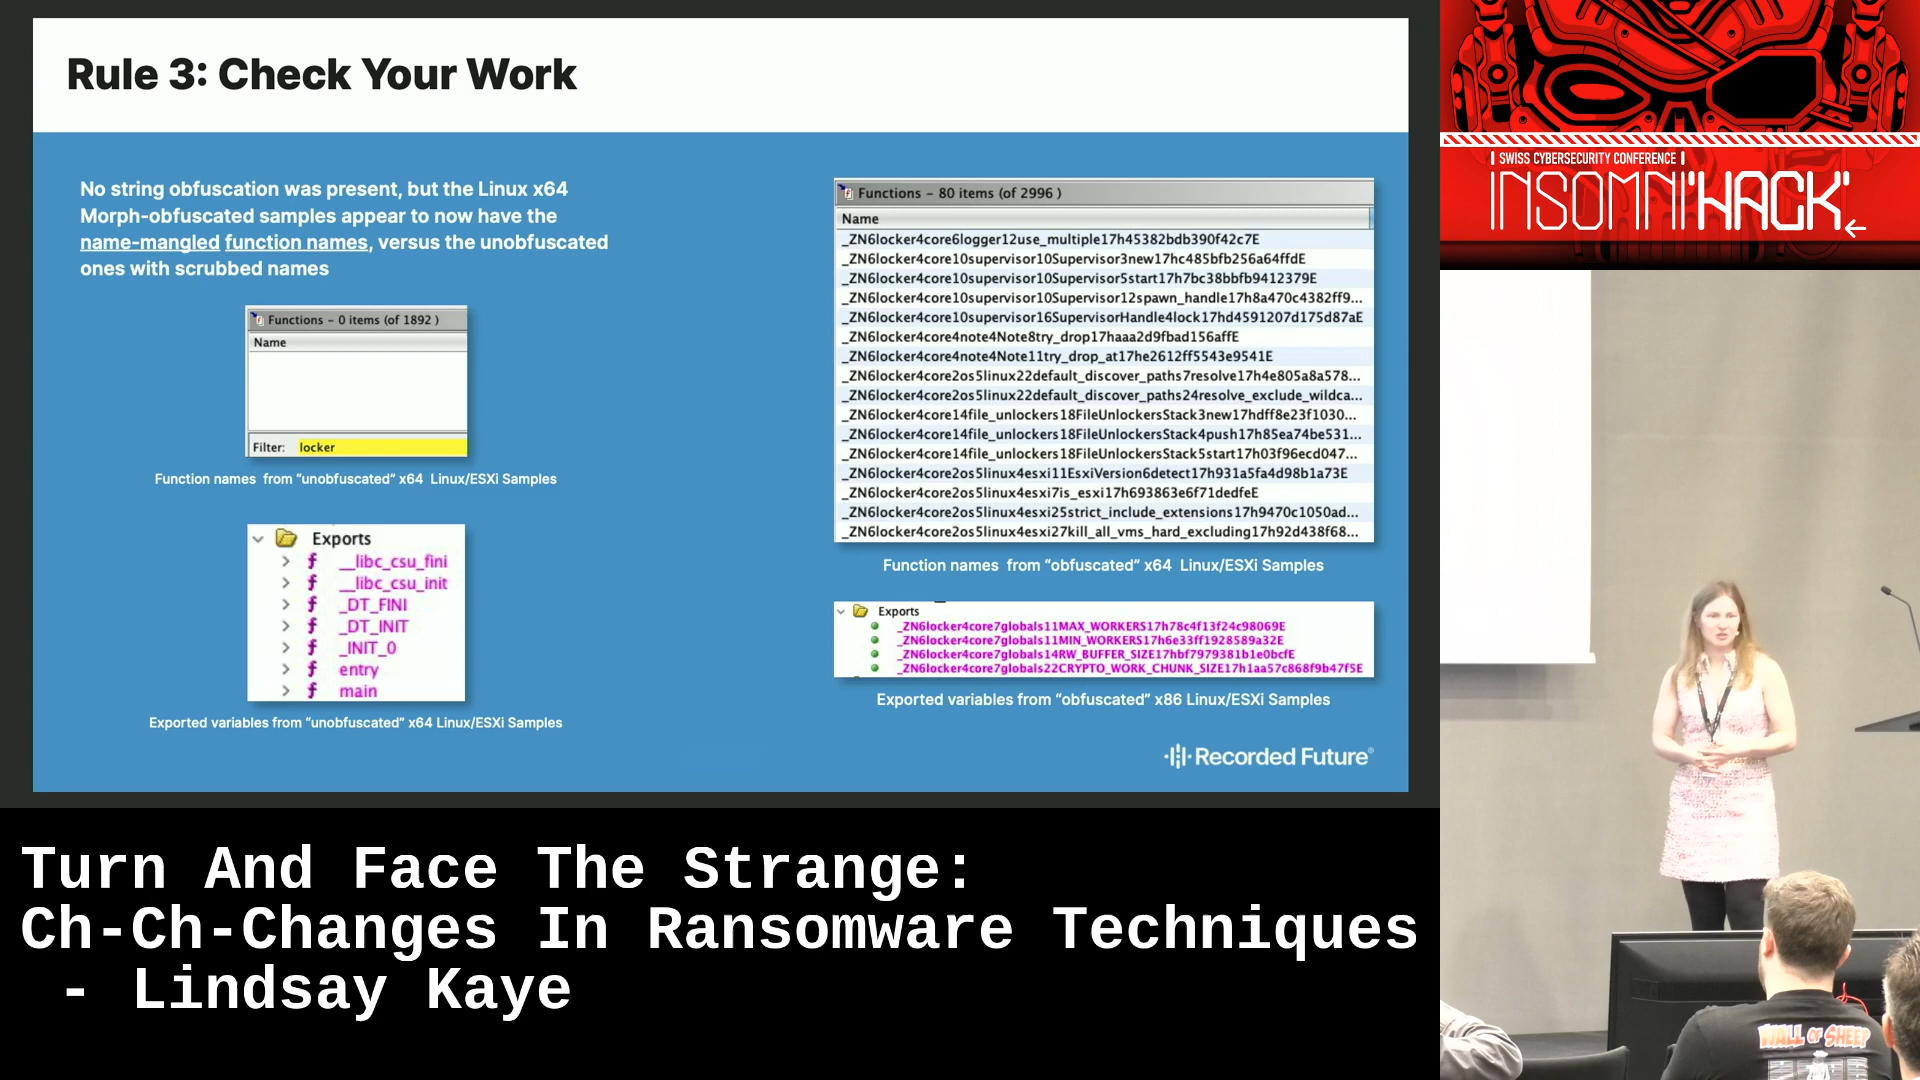 Rule 3: Check Your Work
No string obfuscation was present, but the Linux x64
Morph-obfuscated samples appear to now have the
name-mangled function names, versus the unobfuscated
ones with scrubbed names
Functions – 0 items (of 1892 )
Name
Filter: locker
Function names from “unobfuscated” x64 Linux/ESXi Samples
Exports
__libc_csu_fini
__libc_csu_init
_DT_FINI
_DT_INIT
_INIT_0
entry
main
Exported variables from “unobfuscated” x64 Linux/ESXi Samples
Functions – 80 items (of 2996 )
Name
_ZN6locker4core6logger12use_multiple17h45382bdb390f42c7E
_ZN6locker4core10supervisor10Supervisor3new17hc485bfb256a64ffdE
_ZN6locker4core10supervisor10Supervisor5start17h7bc38bbfb9412379E
_ZN6locker4core10supervisor10Supervisor12spawn_handle17h8a470c4382ff9...
_ZN6locker4core10supervisor16SupervisorHandle4lock17hd4591207d175d87aE
_ZN6locker4core4note4Note8try_drop17haaa2d9fbad156affE
_ZN6locker4core4note4Note11try_drop_at17he2612ff5543e9541E
_ZN6locker4core2os5linux22default_discover_paths7resolve17h4e805a8a578...
_ZN6locker4core2os5linux22default_discover_paths24resolve_exclude_wildca...
_ZN6locker4core14file_unlockers18FileUnlockersStack3new17hdff8e23f1030...
_ZN6locker4core14file_unlockers18FileUnlockersStack4push17h85ea74be531...
_ZN6locker4core14file_unlockers18FileUnlockersStack5start17h03f96ecd047...
_ZN6locker4core2os5linux4esxi11EsxiVersion6detect17h931a5fa4d98b1a73E
_ZN6locker4core2os5linux4esxi7is_esxi17h693863e6f71dedfeE
_ZN6locker4core2os5linux4esxi25strict_include_extensions17h9470c1050ad...
_ZN6locker4core2os5linux4esxi27kill_all_vms_hard_excluding17h92d438f68...
Function names from “obfuscated” x64 Linux/ESXi Samples
Exports
_ZN6locker4core7globals11MAX_WORKERS17h78c4f13f24c98069E
_ZN6locker4core7globals11MIN_WORKERS17h6e33ff1928589a32E
_ZN6locker4core7globals14RW_BUFFER_SIZE17hbf7979381b1e0bcfE
_ZN6locker4core7globals22CRYPTO_WORK_CHUNK_SIZE17h1aa57c868f9b47f5E
Exported variables from “obfuscated” x86 Linux/ESXi Samples
Recorded Future®
SWISS CYBERSECURITY CONFERENCE
INSOMNI'HACK
Turn And Face The Strange:
Ch-Ch-Changes In Ransomware Techniques
- Lindsay Kaye
WALL OF SHEEP